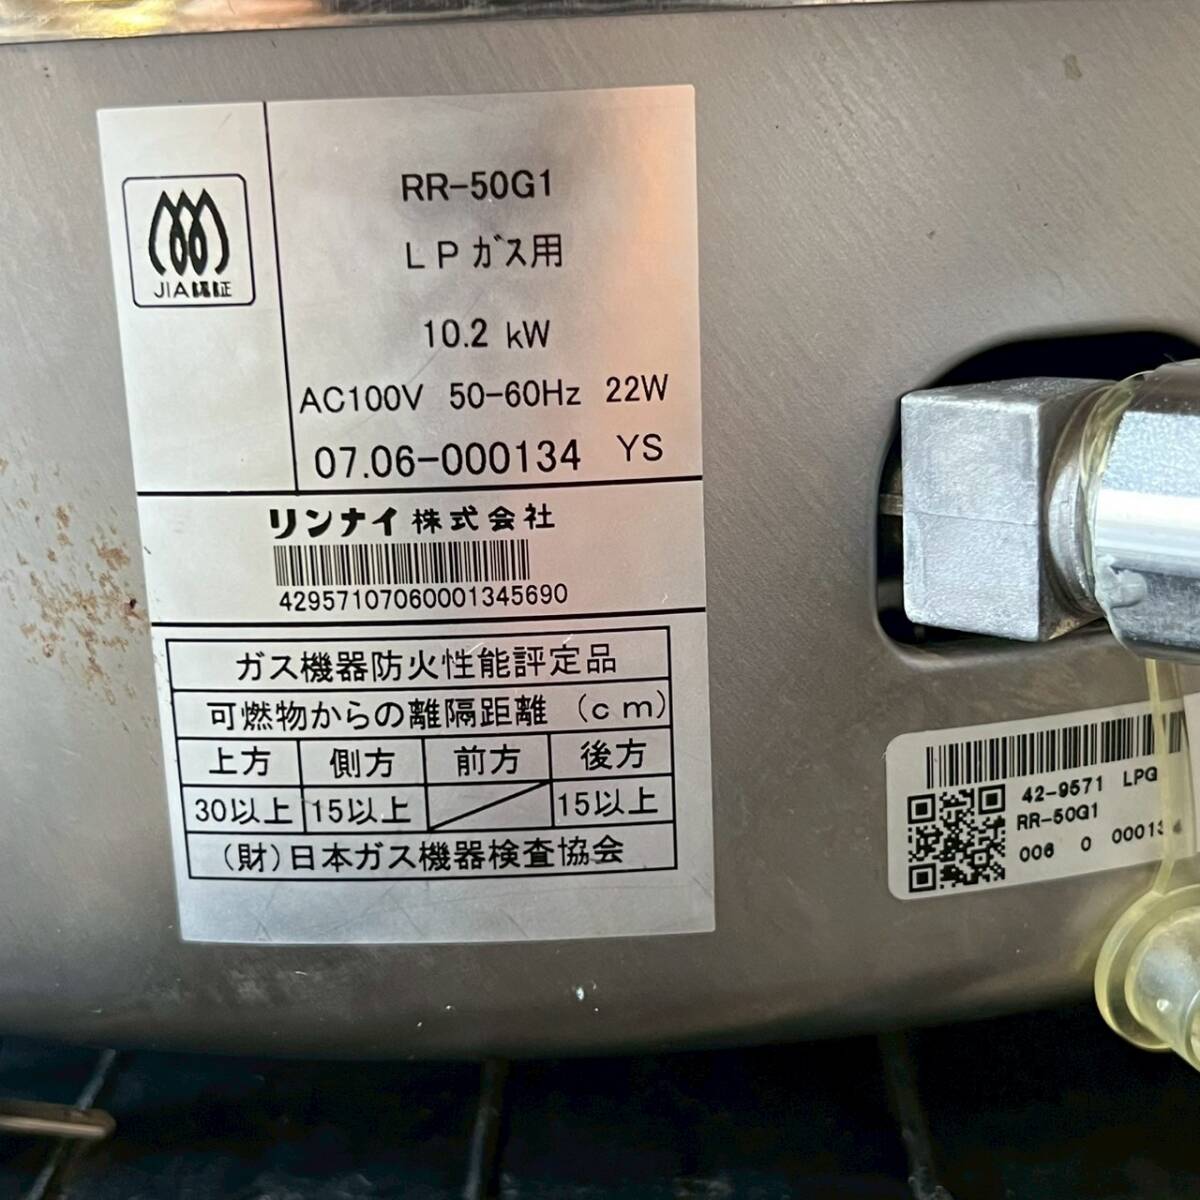 JIA認証
RR-50G1
LPガス用
10.2 kW
AC100V 50-60Hz 22W
07.06-000134 YS
リンナイ株式会社
42957107060001345690
ガス機器防火性能評定品
可燃物からの離隔距離 (cm)
上方 側方 前方 後方
30以上 15以上 15以上
(財)日本ガス機器検査協会
42-9571 LPG
RR-50G1
006 0 000134